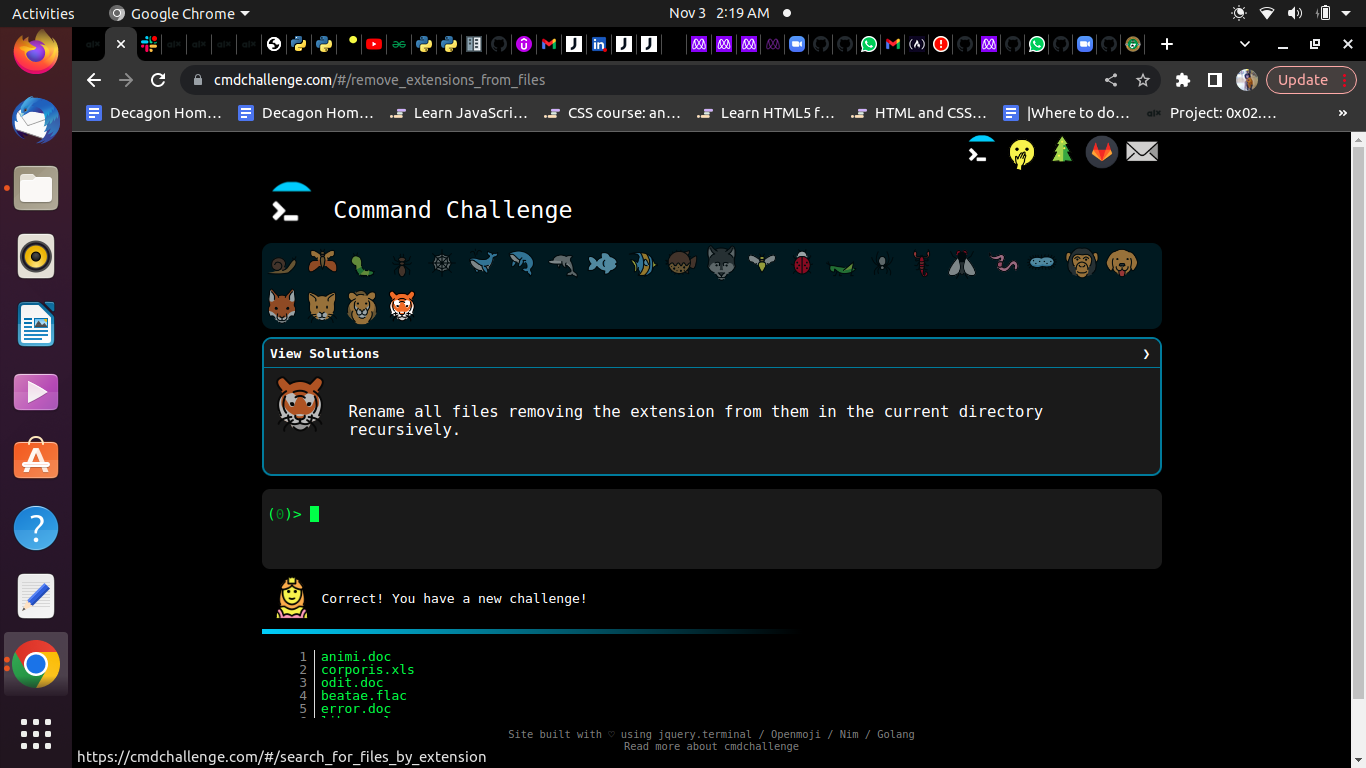 Activities
Google Chrome
Nov 3 2:19 AM
cmdchallenge.com/#/remove_extensions_from_files
Update
Decagon Hom…
Decagon Hom…
Learn JavaScri…
CSS course: an…
Learn HTML5 f…
HTML and CSS…
|Where to do…
Project: 0x02.…
»
Command Challenge
View Solutions
❯
Rename all files removing the extension from them in the current directory
recursively.
(0)>
Correct! You have a new challenge!
1 animi.doc
2 corporis.xls
3 odit.doc
4 beatae.flac
5 error.doc
Site built with ♡ using jquery.terminal / Openmoji / Nim / Golang
Read more about cmdchallenge
https://cmdchallenge.com/#/search_for_files_by_extension